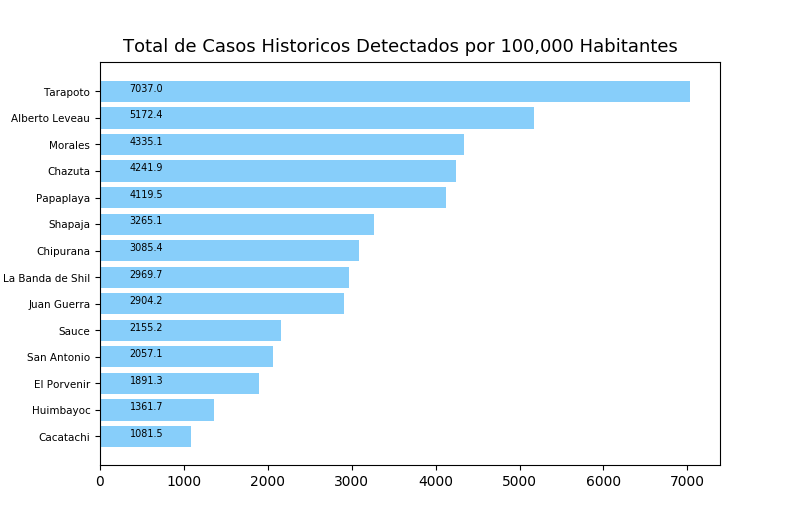 Total de Casos Historicos Detectados por 100,000 Habitantes
Tarapoto 7037.0
Alberto Leveau 5172.4
Morales 4335.1
Chazuta 4241.9
Papaplaya 4119.5
Shapaja 3265.1
Chipurana 3085.4
La Banda de Shil 2969.7
Juan Guerra 2904.2
Sauce 2155.2
San Antonio 2057.1
El Porvenir 1891.3
Huimbayoc 1361.7
Cacatachi 1081.5
0 1000 2000 3000 4000 5000 6000 7000